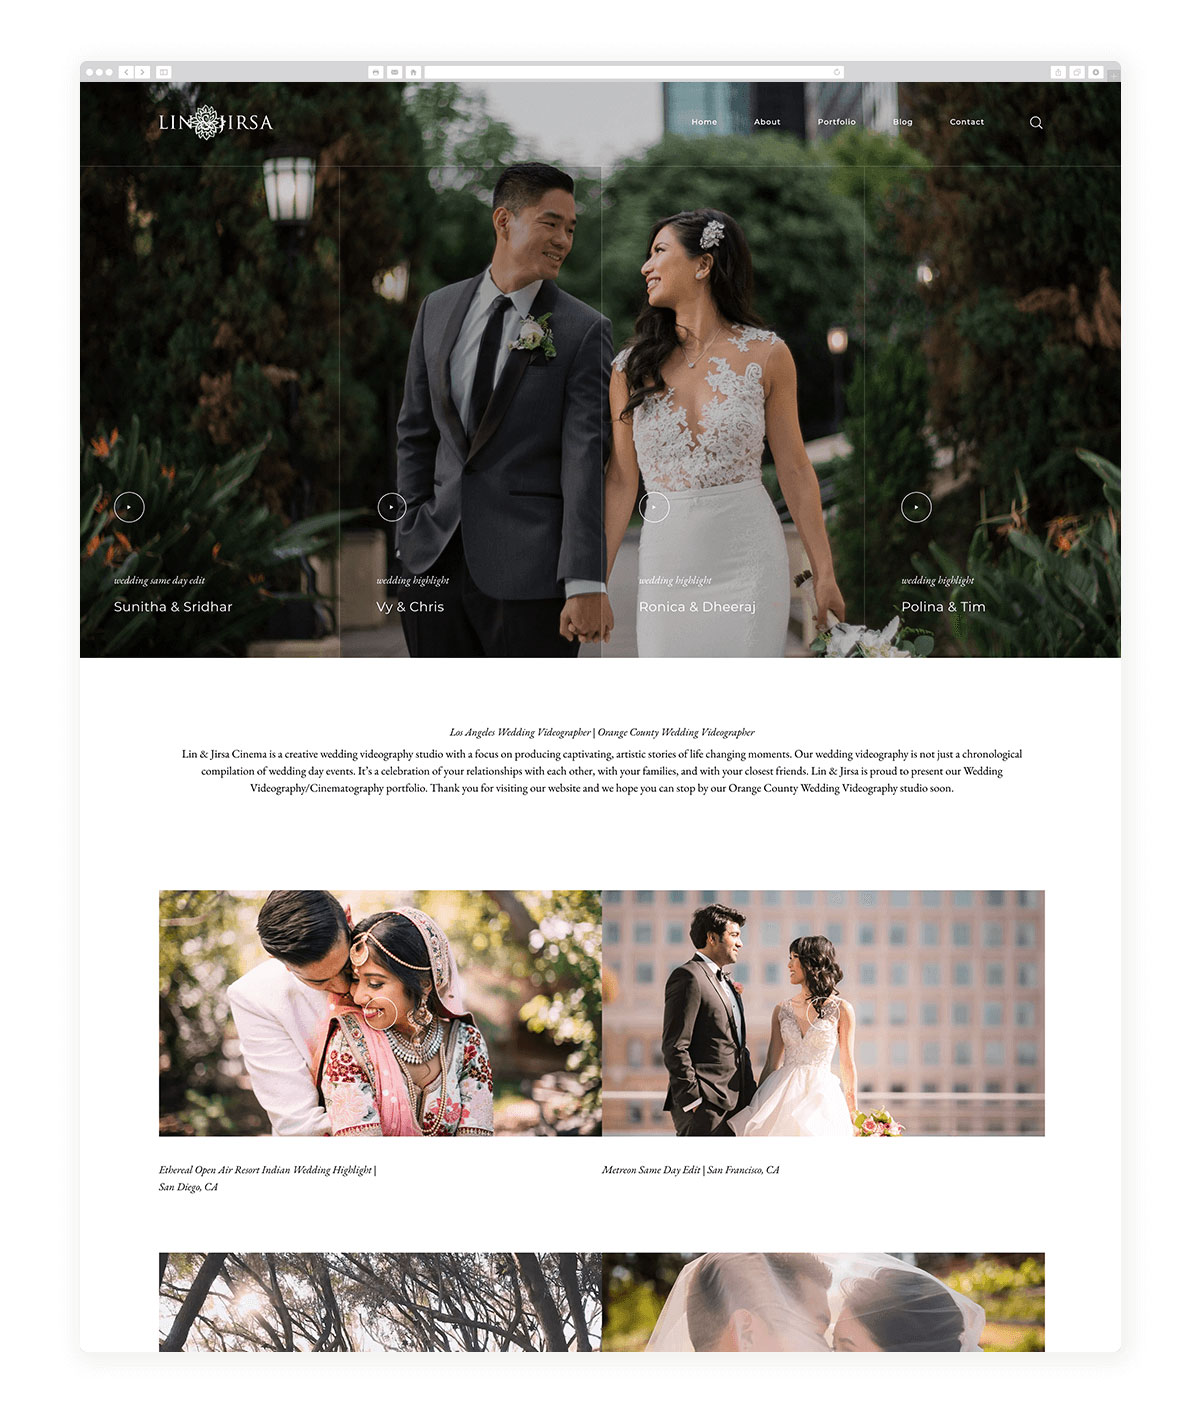 LIN & JIRSA
Home About Portfolio Blog Contact
wedding same day edit
Sunitha & Sridhar
wedding highlight
Vy & Chris
wedding highlight
Ronica & Dheeraj
wedding highlight
Polina & Tim
Los Angeles Wedding Videographer | Orange County Wedding Videographer
Lin & Jirsa Cinema is a creative wedding videography studio with a focus on producing captivating, artistic stories of life changing moments. Our wedding videography is not just a chronological
compilation of wedding day events. It’s a celebration of your relationships with each other, with your families, and with your closest friends. Lin & Jirsa is proud to present our Wedding
Videography/Cinematography portfolio. Thank you for visiting our website and we hope you can stop by our Orange County Wedding Videography studio soon.
Ethereal Open Air Resort Indian Wedding Highlight |
San Diego, CA
Metreon Same Day Edit | San Francisco, CA